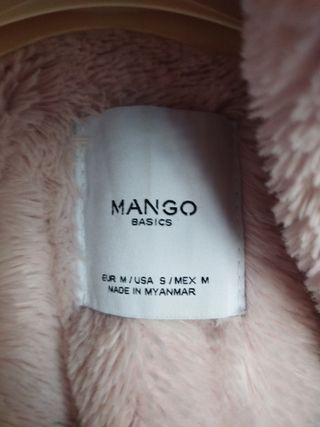 MANGO
BASICS
EUR M / USA S / MEX M
MADE IN MYANMAR